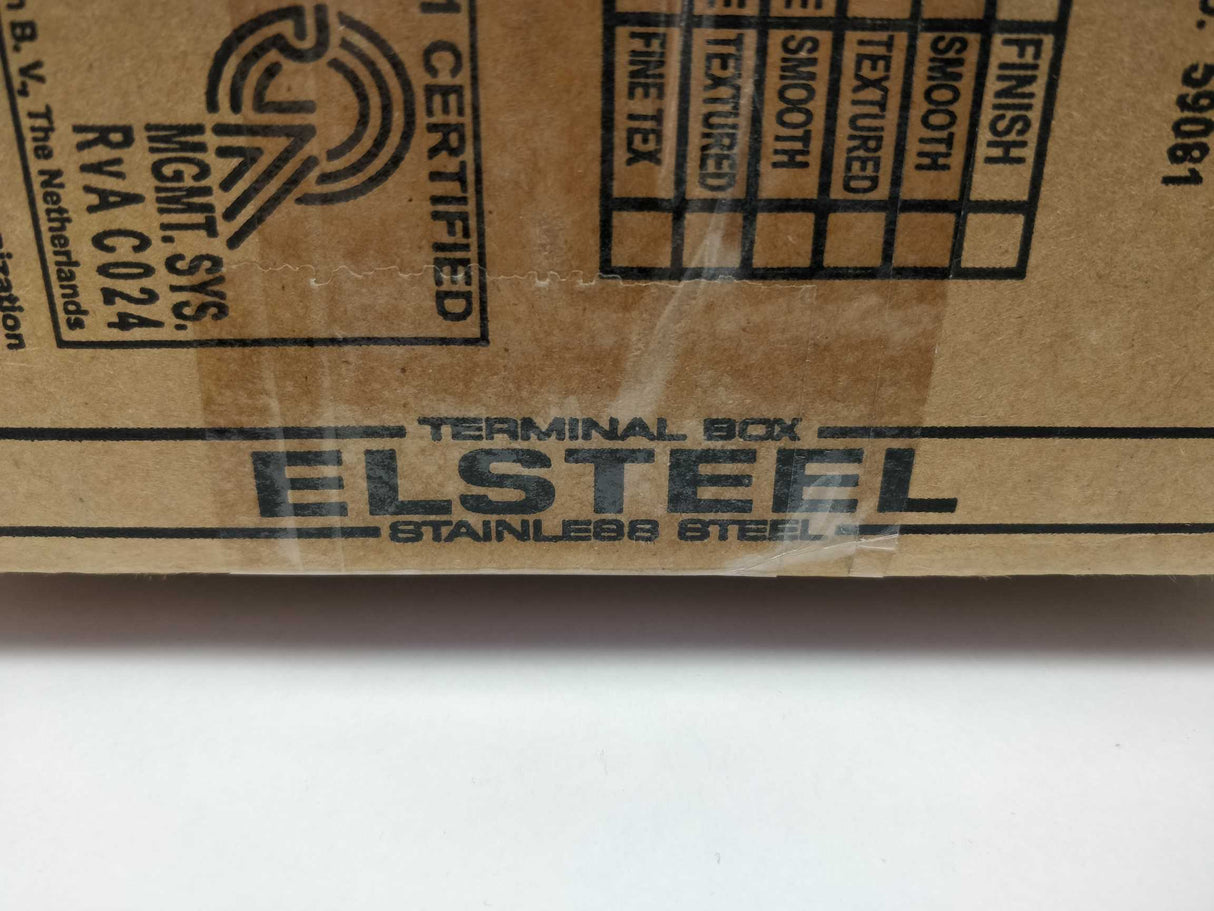 1 CERTIFIED
MGMT. SYS.
RvA C024
n B. V., The Netherlands
FINISH
SMOOTH
TEXTURED
SMOOTH
TEXTURED
FINE TEX
59081
TERMINAL BOX
ELSTEEL
STAINLESS STEEL